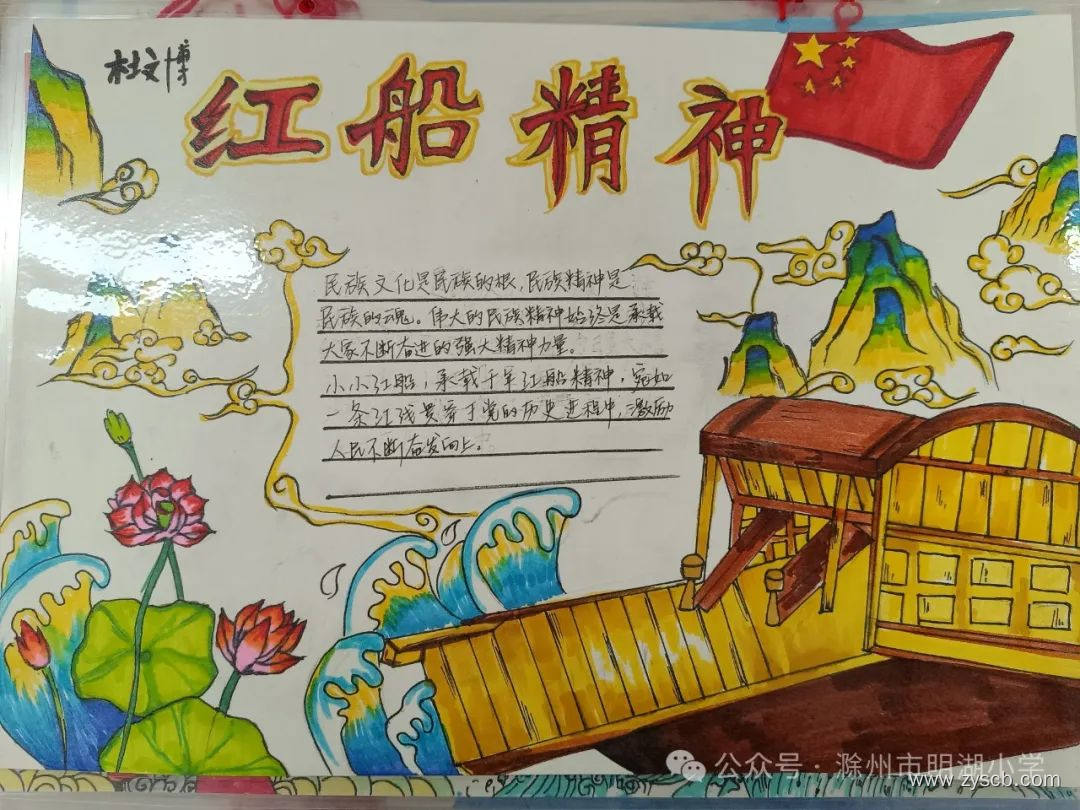 杜文博
红船精神
民族文化是民族的根，民族精神是
民族的魂。伟大的民族精神始终是承载
大家不断奋进的强大精神力量。
小小红船，承载千年红船精神，宛如
一条红线贯穿于党的历史进程中，激励
人民不断奋发向上。
公众号·滁州市明湖小学
www.zyscb.com